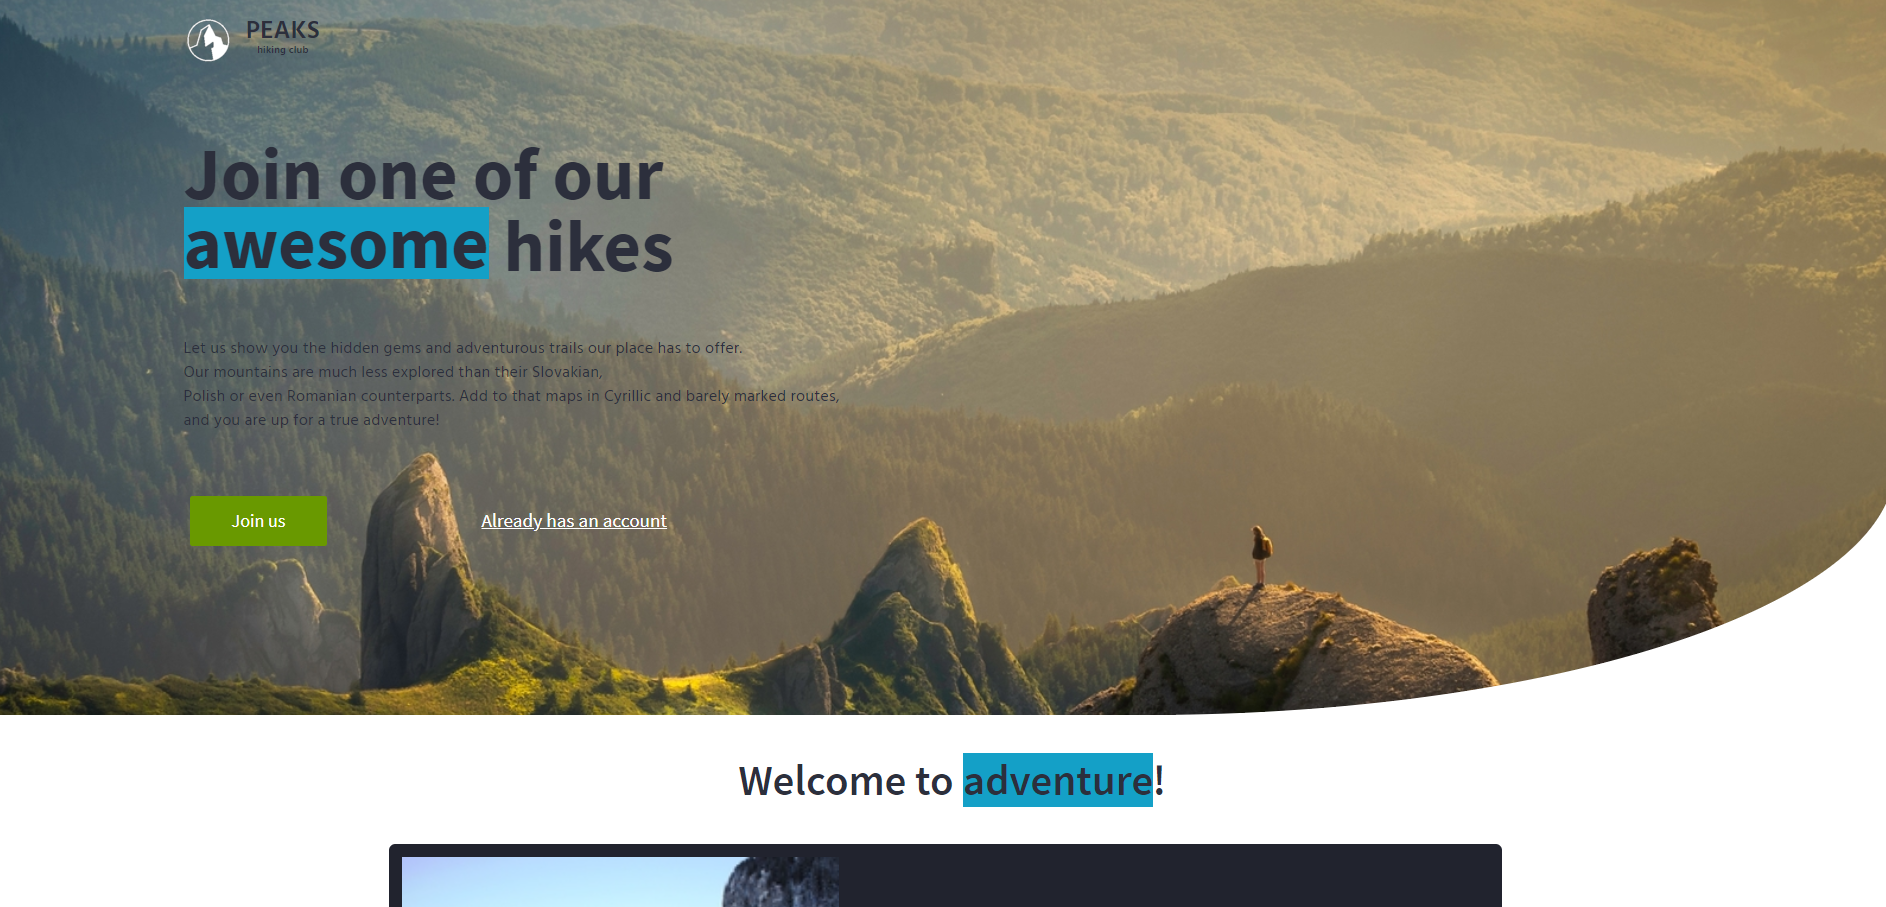 PEAKS
hiking club
Join one of our
awesome hikes
Let us show you the hidden gems and adventurous trails our place has to offer.
Our mountains are much less explored than their Slovakian,
Polish or even Romanian counterparts. Add to that maps in Cyrillic and barely marked routes,
and you are up for a true adventure!
Join us
Already has an account
Welcome to adventure!